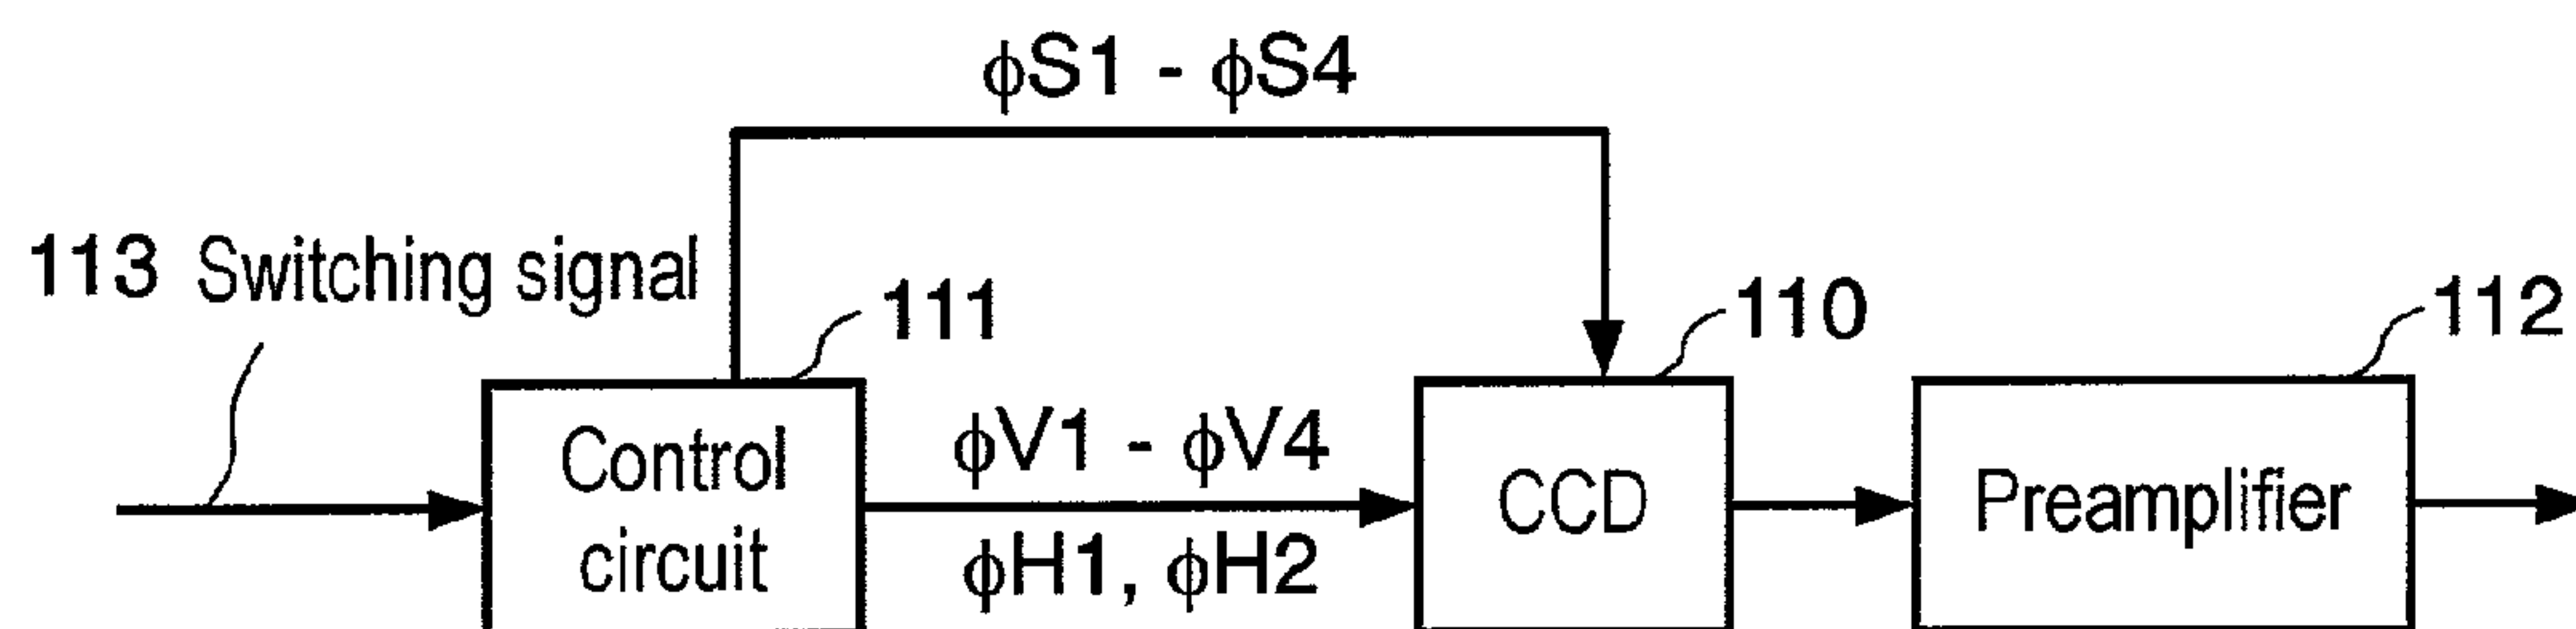 ϕS1 - ϕS4
113 Switching signal
111
110
112
Control
circuit
ϕV1 - ϕV4
ϕH1, ϕH2
CCD
Preamplifier